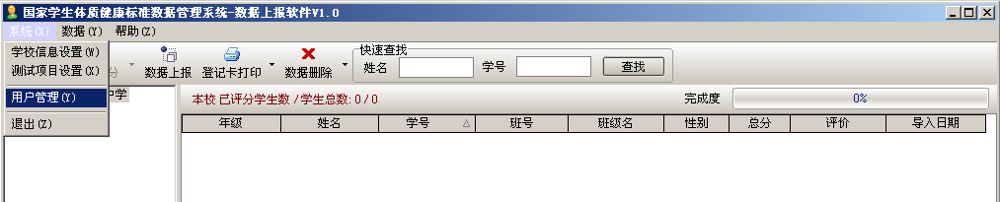 国家学生体质健康标准数据管理系统-数据上报软件V1.0
系统(X) 数据(Y) 帮助(Z)
学校信息设置(W)
测试项目设置(X)
用户管理(Y)
退出(Z)
分 数据上报 登记卡打印 数据删除
快速查找
姓名 学号 查找
中学
本校 已评分学生数 / 学生总数: 0 / 0 完成度 0%
年级 姓名 学号 班号 班级名 性别 总分 评价 导入日期